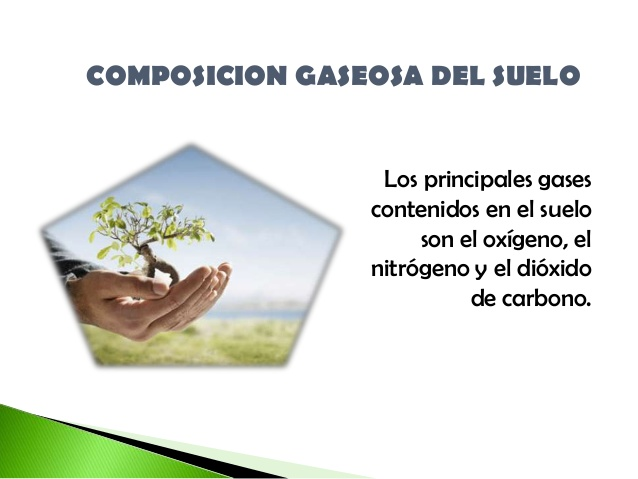 COMPOSICION GASEOSA DEL SUELO
Los principales gases
contenidos en el suelo
son el oxígeno, el
nitrógeno y el dióxido
de carbono.